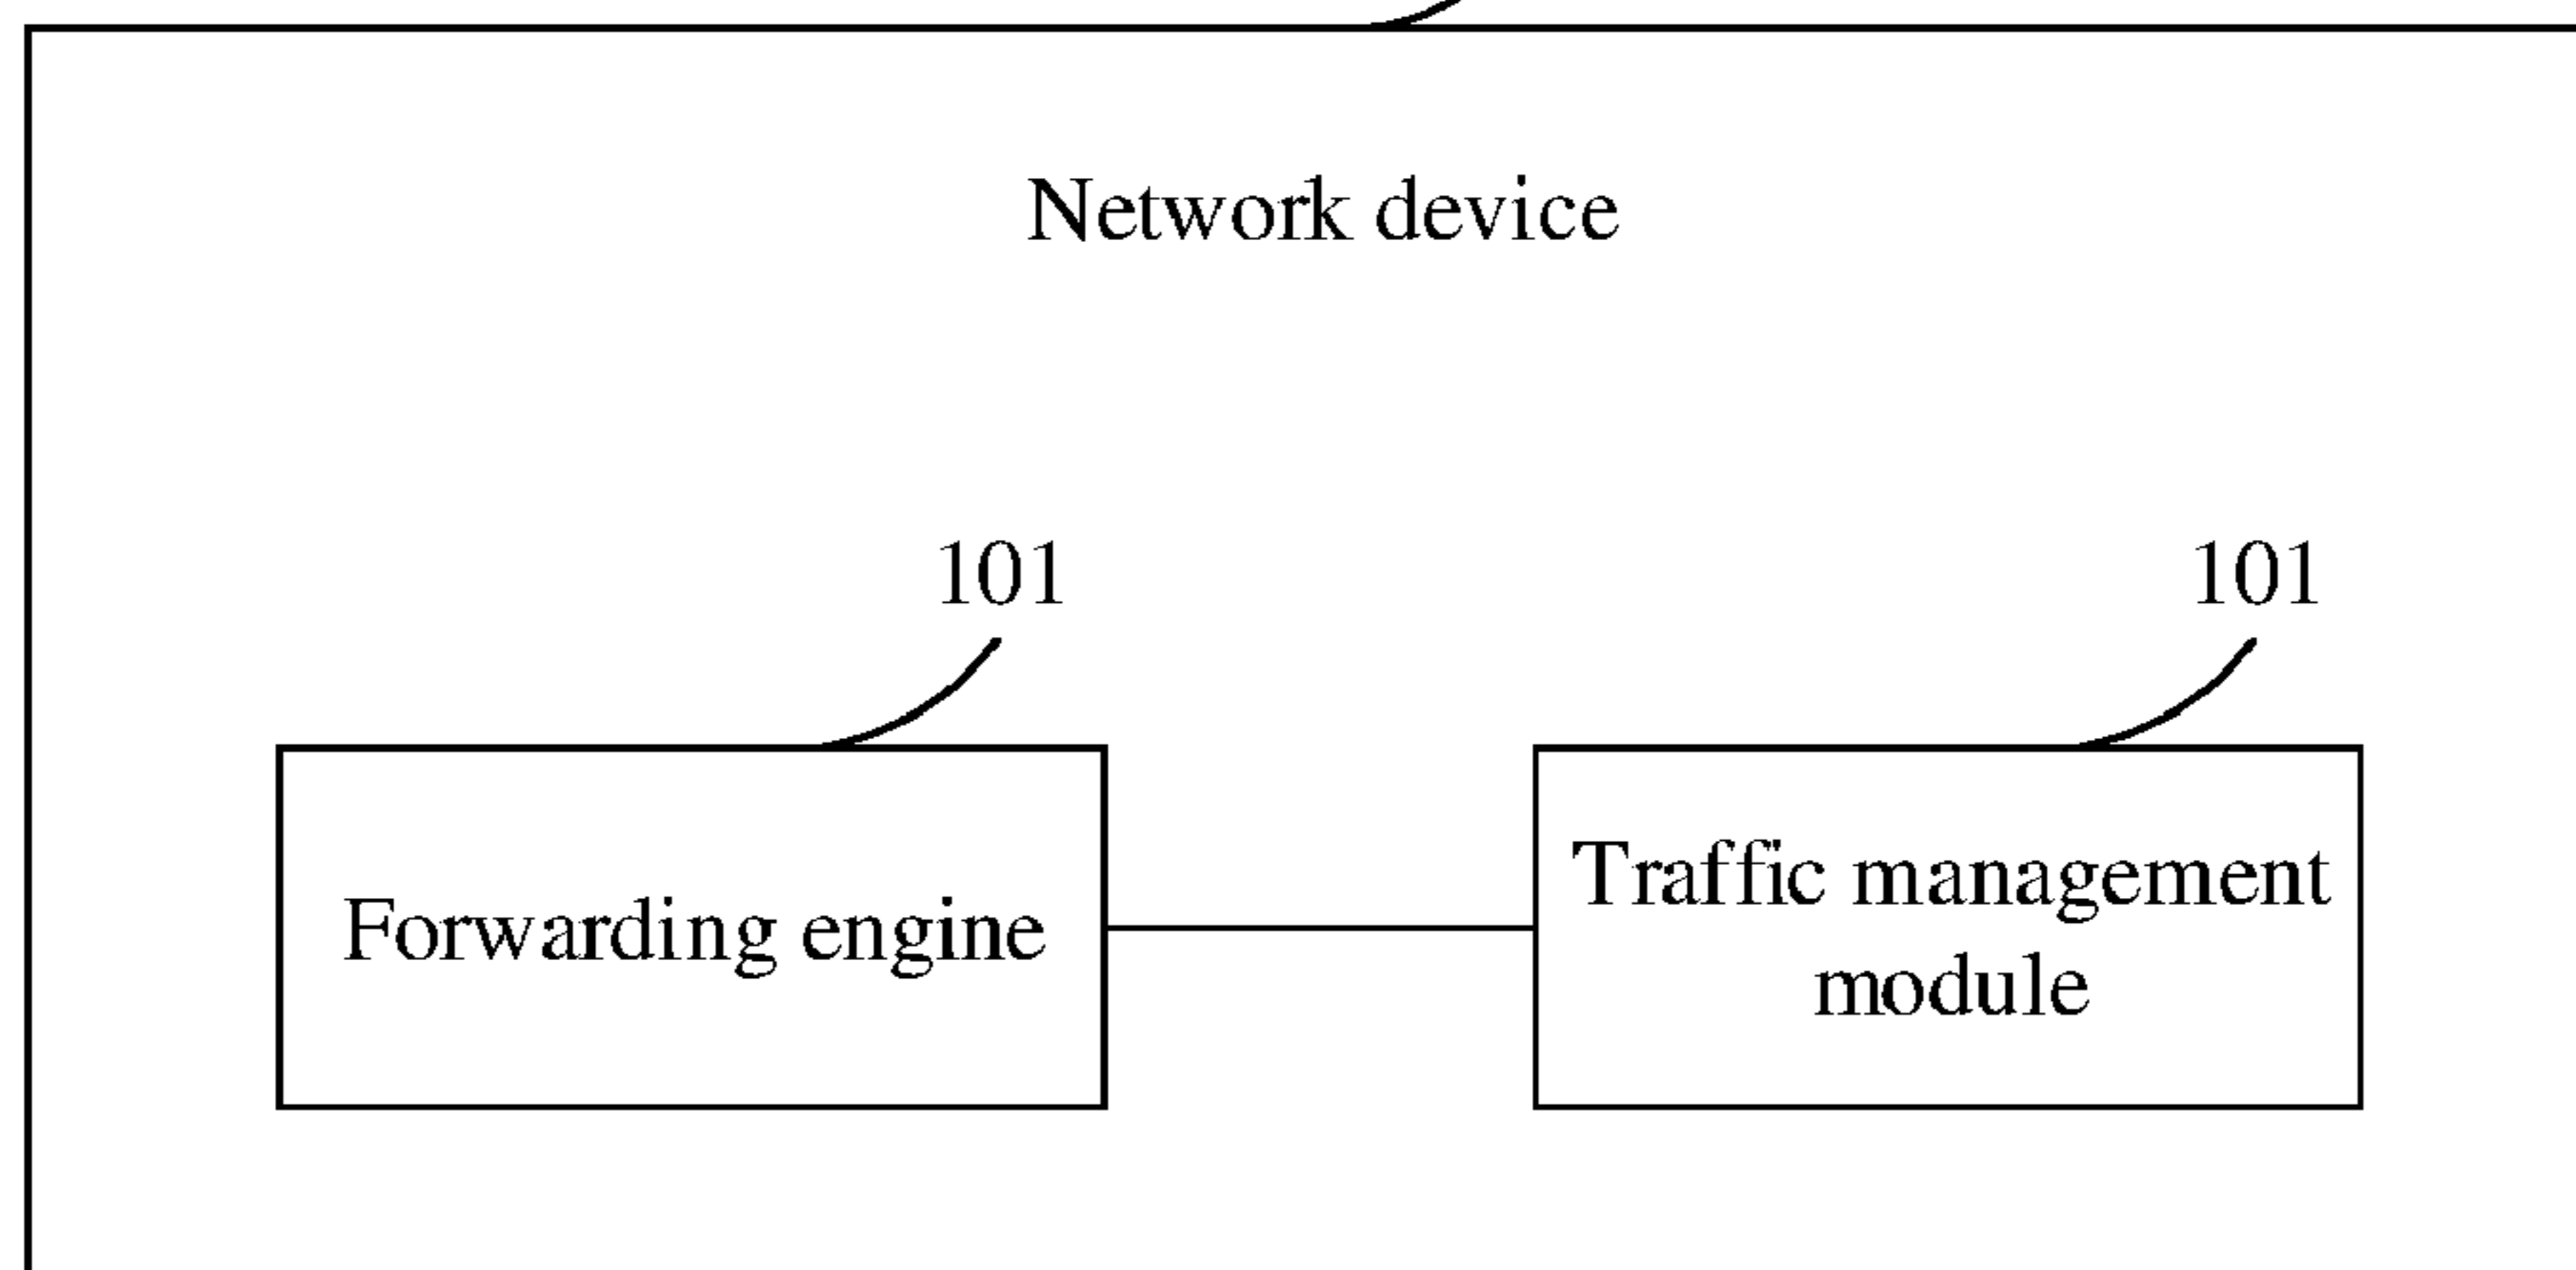 Network device
101
101
Forwarding engine
Traffic management
module